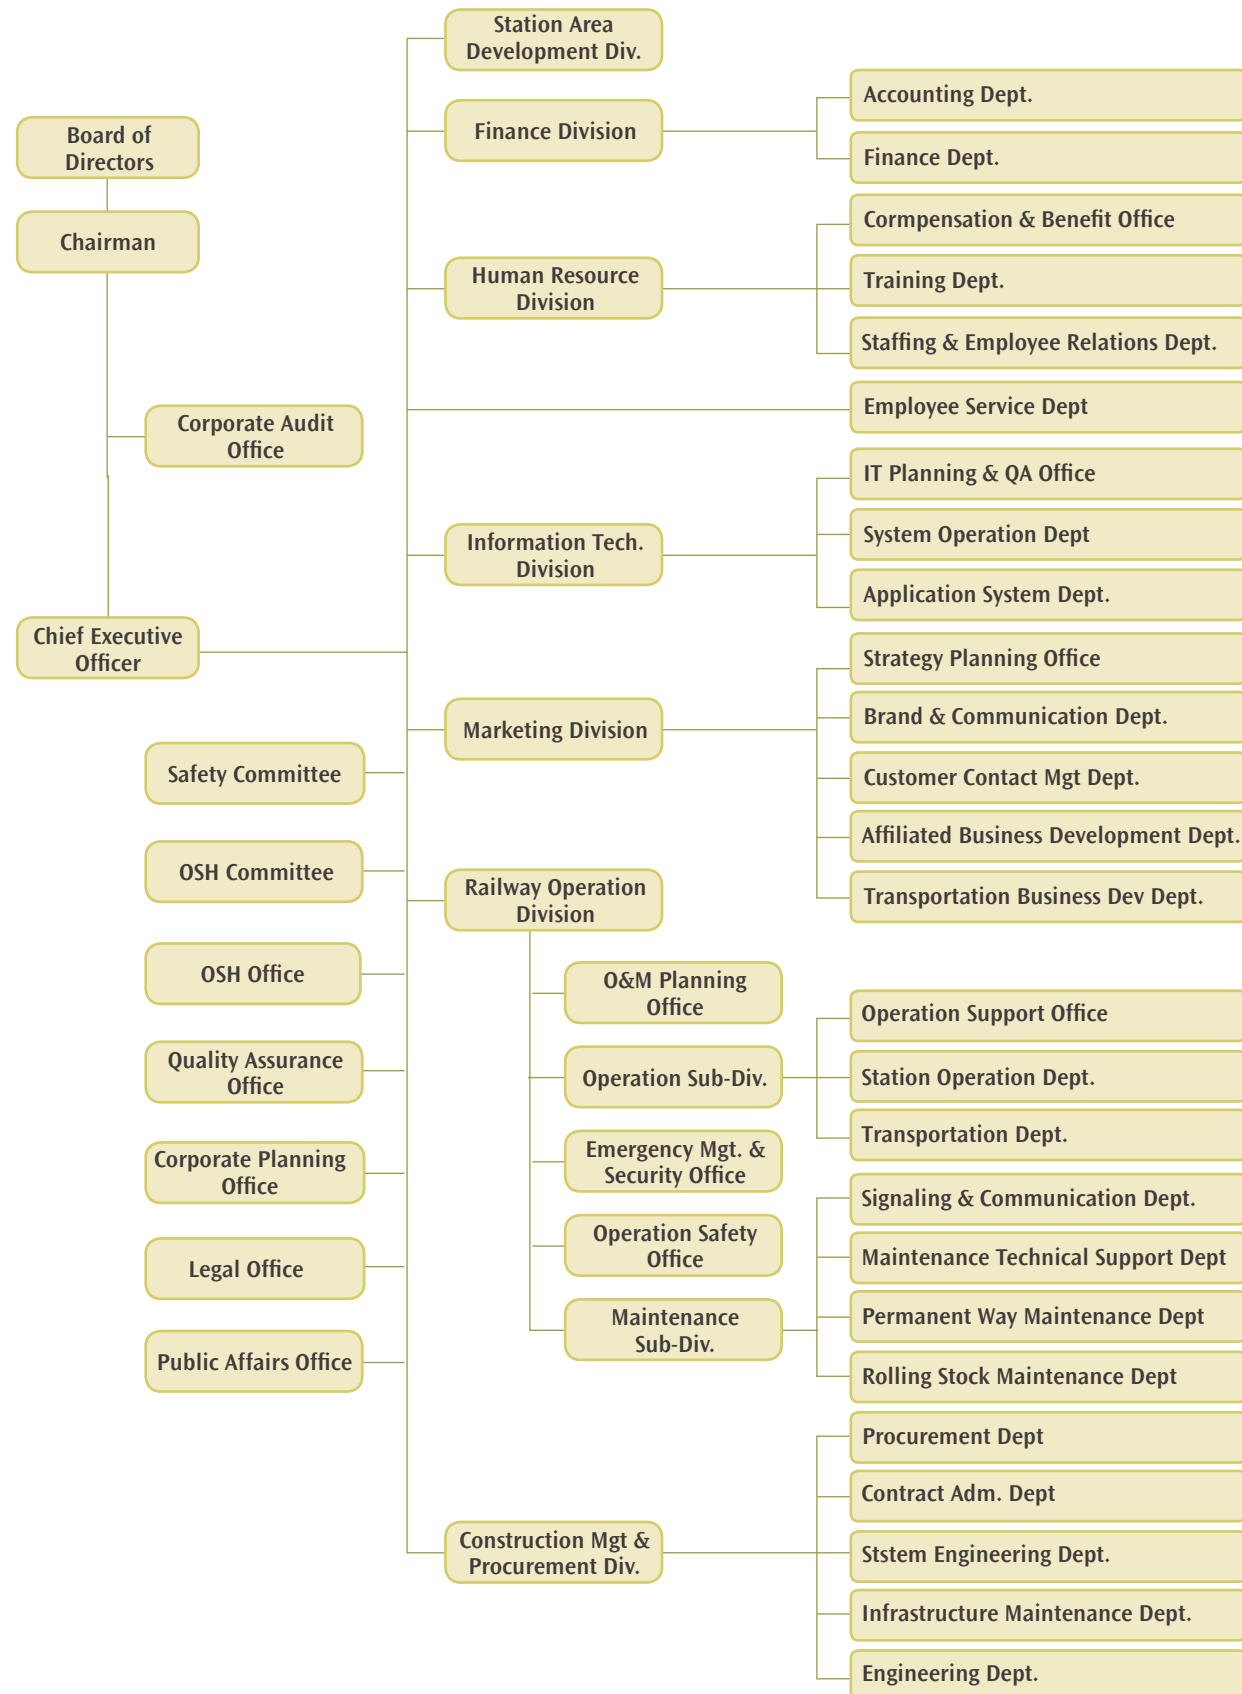 Board of
Directors
Chairman
Corporate Audit
Office
Chief Executive
Officer
Safety Committee
OSH Committee
OSH Office
Quality Assurance
Office
Corporate Planning
Office
Legal Office
Public Affairs Office
Station Area
Development Div.
Finance Division
Accounting Dept.
Finance Dept.
Human Resource
Division
Cormpensation & Benefit Office
Training Dept.
Staffing & Employee Relations Dept.
Employee Service Dept
Information Tech.
Division
IT Planning & QA Office
System Operation Dept
Application System Dept.
Marketing Division
Strategy Planning Office
Brand & Communication Dept.
Customer Contact Mgt Dept.
Affiliated Business Development Dept.
Transportation Business Dev Dept.
Railway Operation
Division
O&M Planning
Office
Operation Sub-Div.
Operation Support Office
Station Operation Dept.
Transportation Dept.
Emergency Mgt. &
Security Office
Operation Safety
Office
Maintenance
Sub-Div.
Signaling & Communication Dept.
Maintenance Technical Support Dept
Permanent Way Maintenance Dept
Rolling Stock Maintenance Dept
Construction Mgt &
Procurement Div.
Procurement Dept
Contract Adm. Dept
Ststem Engineering Dept.
Infrastructure Maintenance Dept.
Engineering Dept.